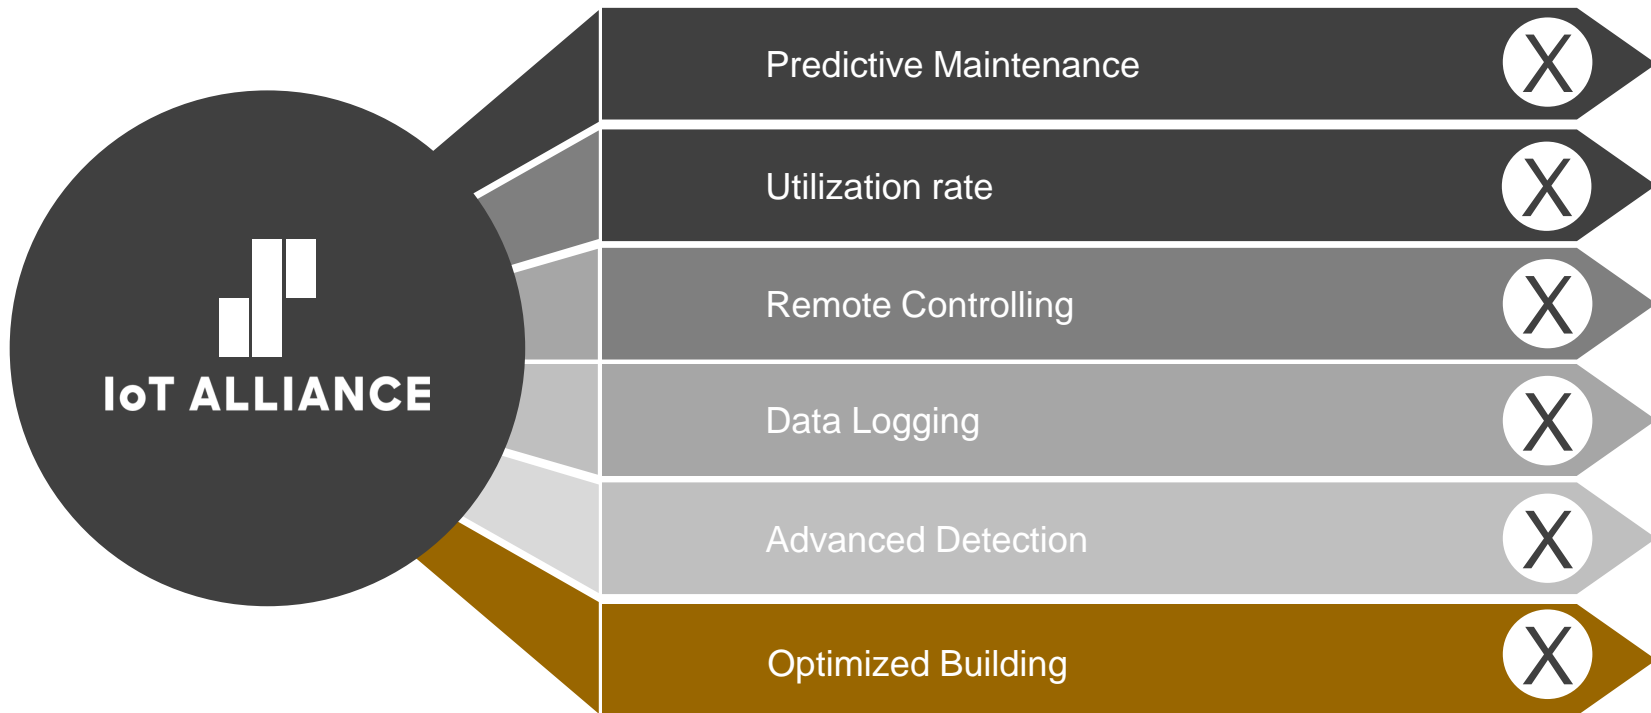 Predictive Maintenance X
Utilization rate X
Remote Controlling X
IoT ALLIANCE
Data Logging X
Advanced Detection X
Optimized Building X